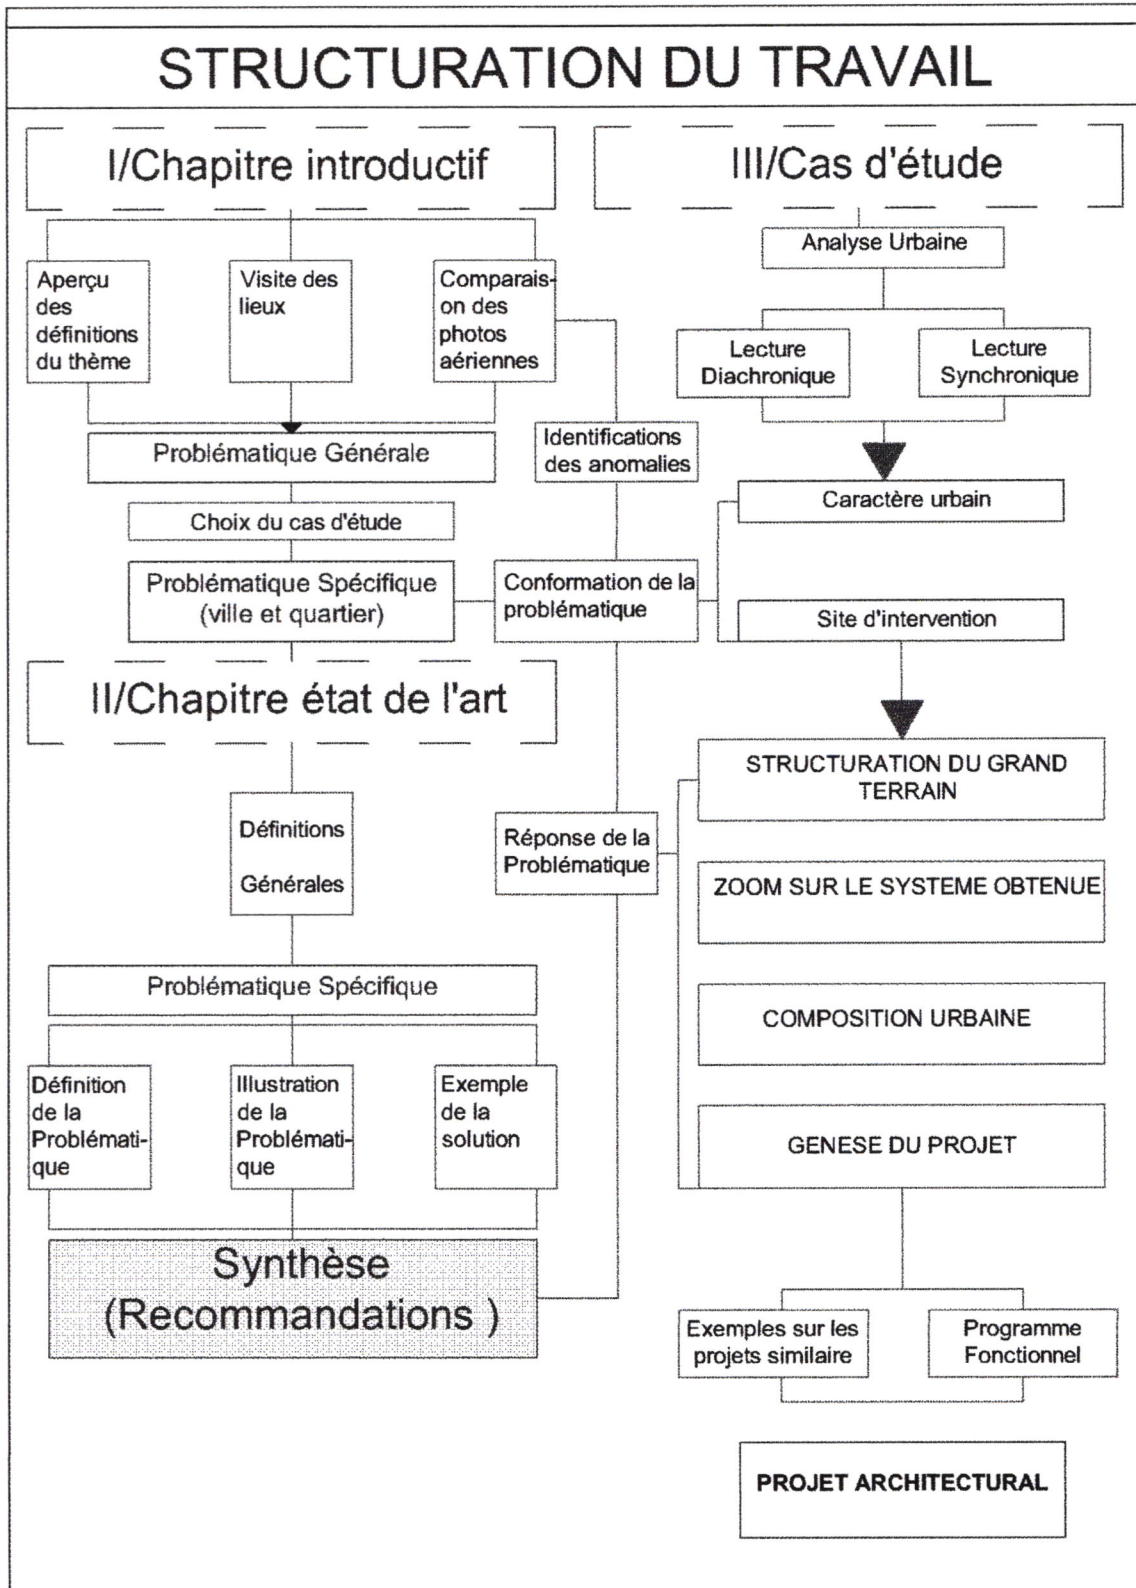 STRUCTURATION DU TRAVAIL
I/Chapitre introductif
Aperçu
des
définitions
du thème
Visite des
lieux
Comparais-
on des
photos
aériennes
Problématique Générale
Choix du cas d'étude
Problématique Spécifique
(ville et quartier)
Identifications
des anomalies
Conformation de la
problématique
II/Chapitre état de l'art
Définitions
Générales
Problématique Spécifique
Définition
de la
Problémati-
que
Illustration
de la
Problémati-
que
Exemple
de la
solution
Synthèse
(Recommandations )
Réponse de la
Problématique
III/Cas d'étude
Analyse Urbaine
Lecture
Diachronique
Lecture
Synchronique
Caractère urbain
Site d'intervention
STRUCTURATION DU GRAND
TERRAIN
ZOOM SUR LE SYSTEME OBTENUE
COMPOSITION URBAINE
GENESE DU PROJET
Exemples sur les
projets similaire
Programme
Fonctionnel
PROJET ARCHITECTURAL